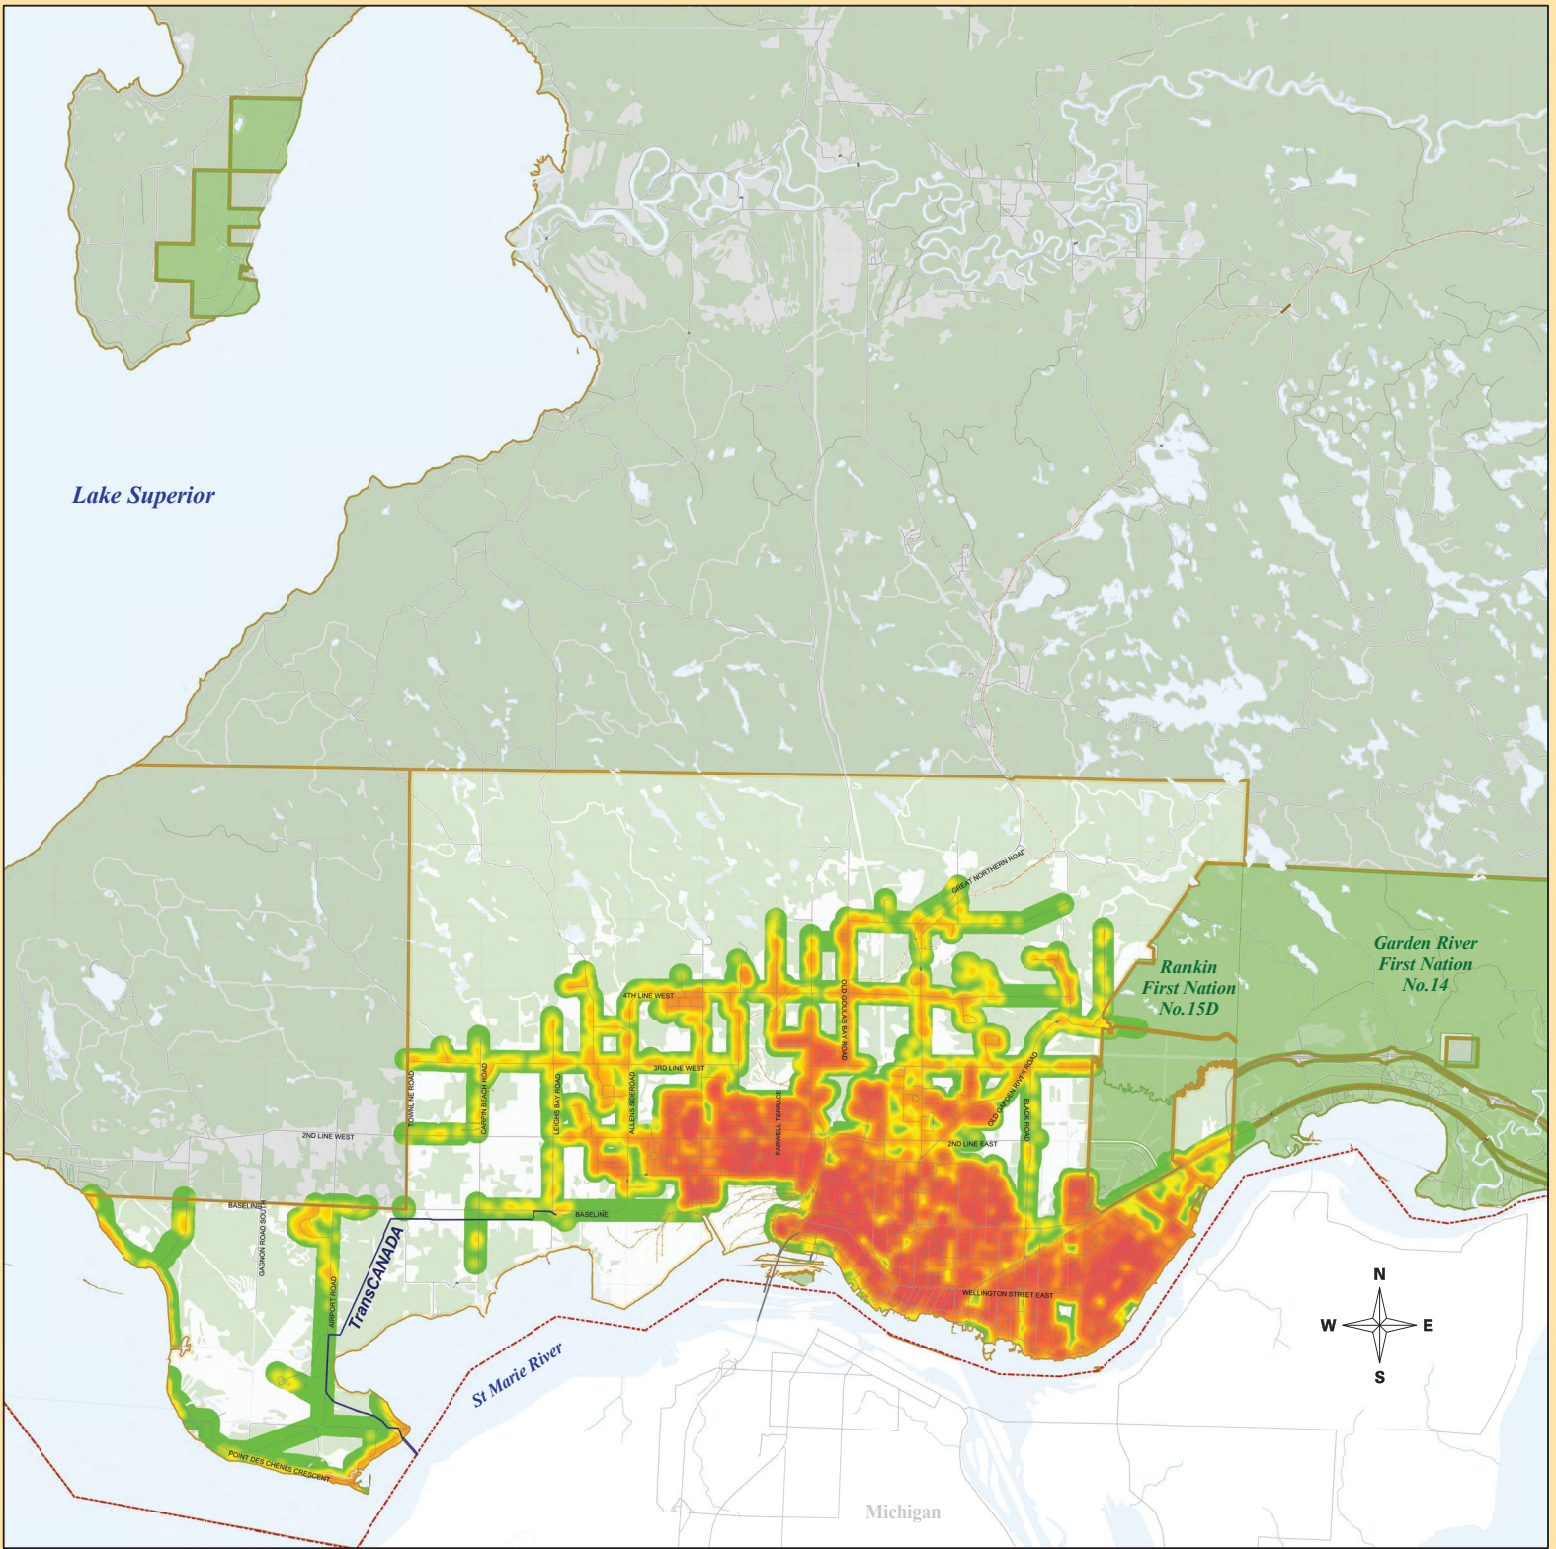 Lake Superior
GREAT NORTHERN ROAD
Garden River
First Nation
No.14
Rankin
First Nation
No.15D
4TH LINE WEST
OLD GOULAS BAY ROAD
3RD LINE WEST
TOWNLINE ROAD
CARPIN BEACH ROAD
LEIGHS BAY ROAD
ALLENS SIDEROAD
FARWELL TERRACE
OLD GARDEN RIVER ROAD
BLACK ROAD
2ND LINE WEST
2ND LINE EAST
BASELINE
GAGNON ROAD SOUTH
BASELINE
TransCANADA
AIRPORT ROAD
WELLINGTON STRIET EAST
N
W
E
S
St Marie River
POINT DES CHENIS CRESCENT
Michigan